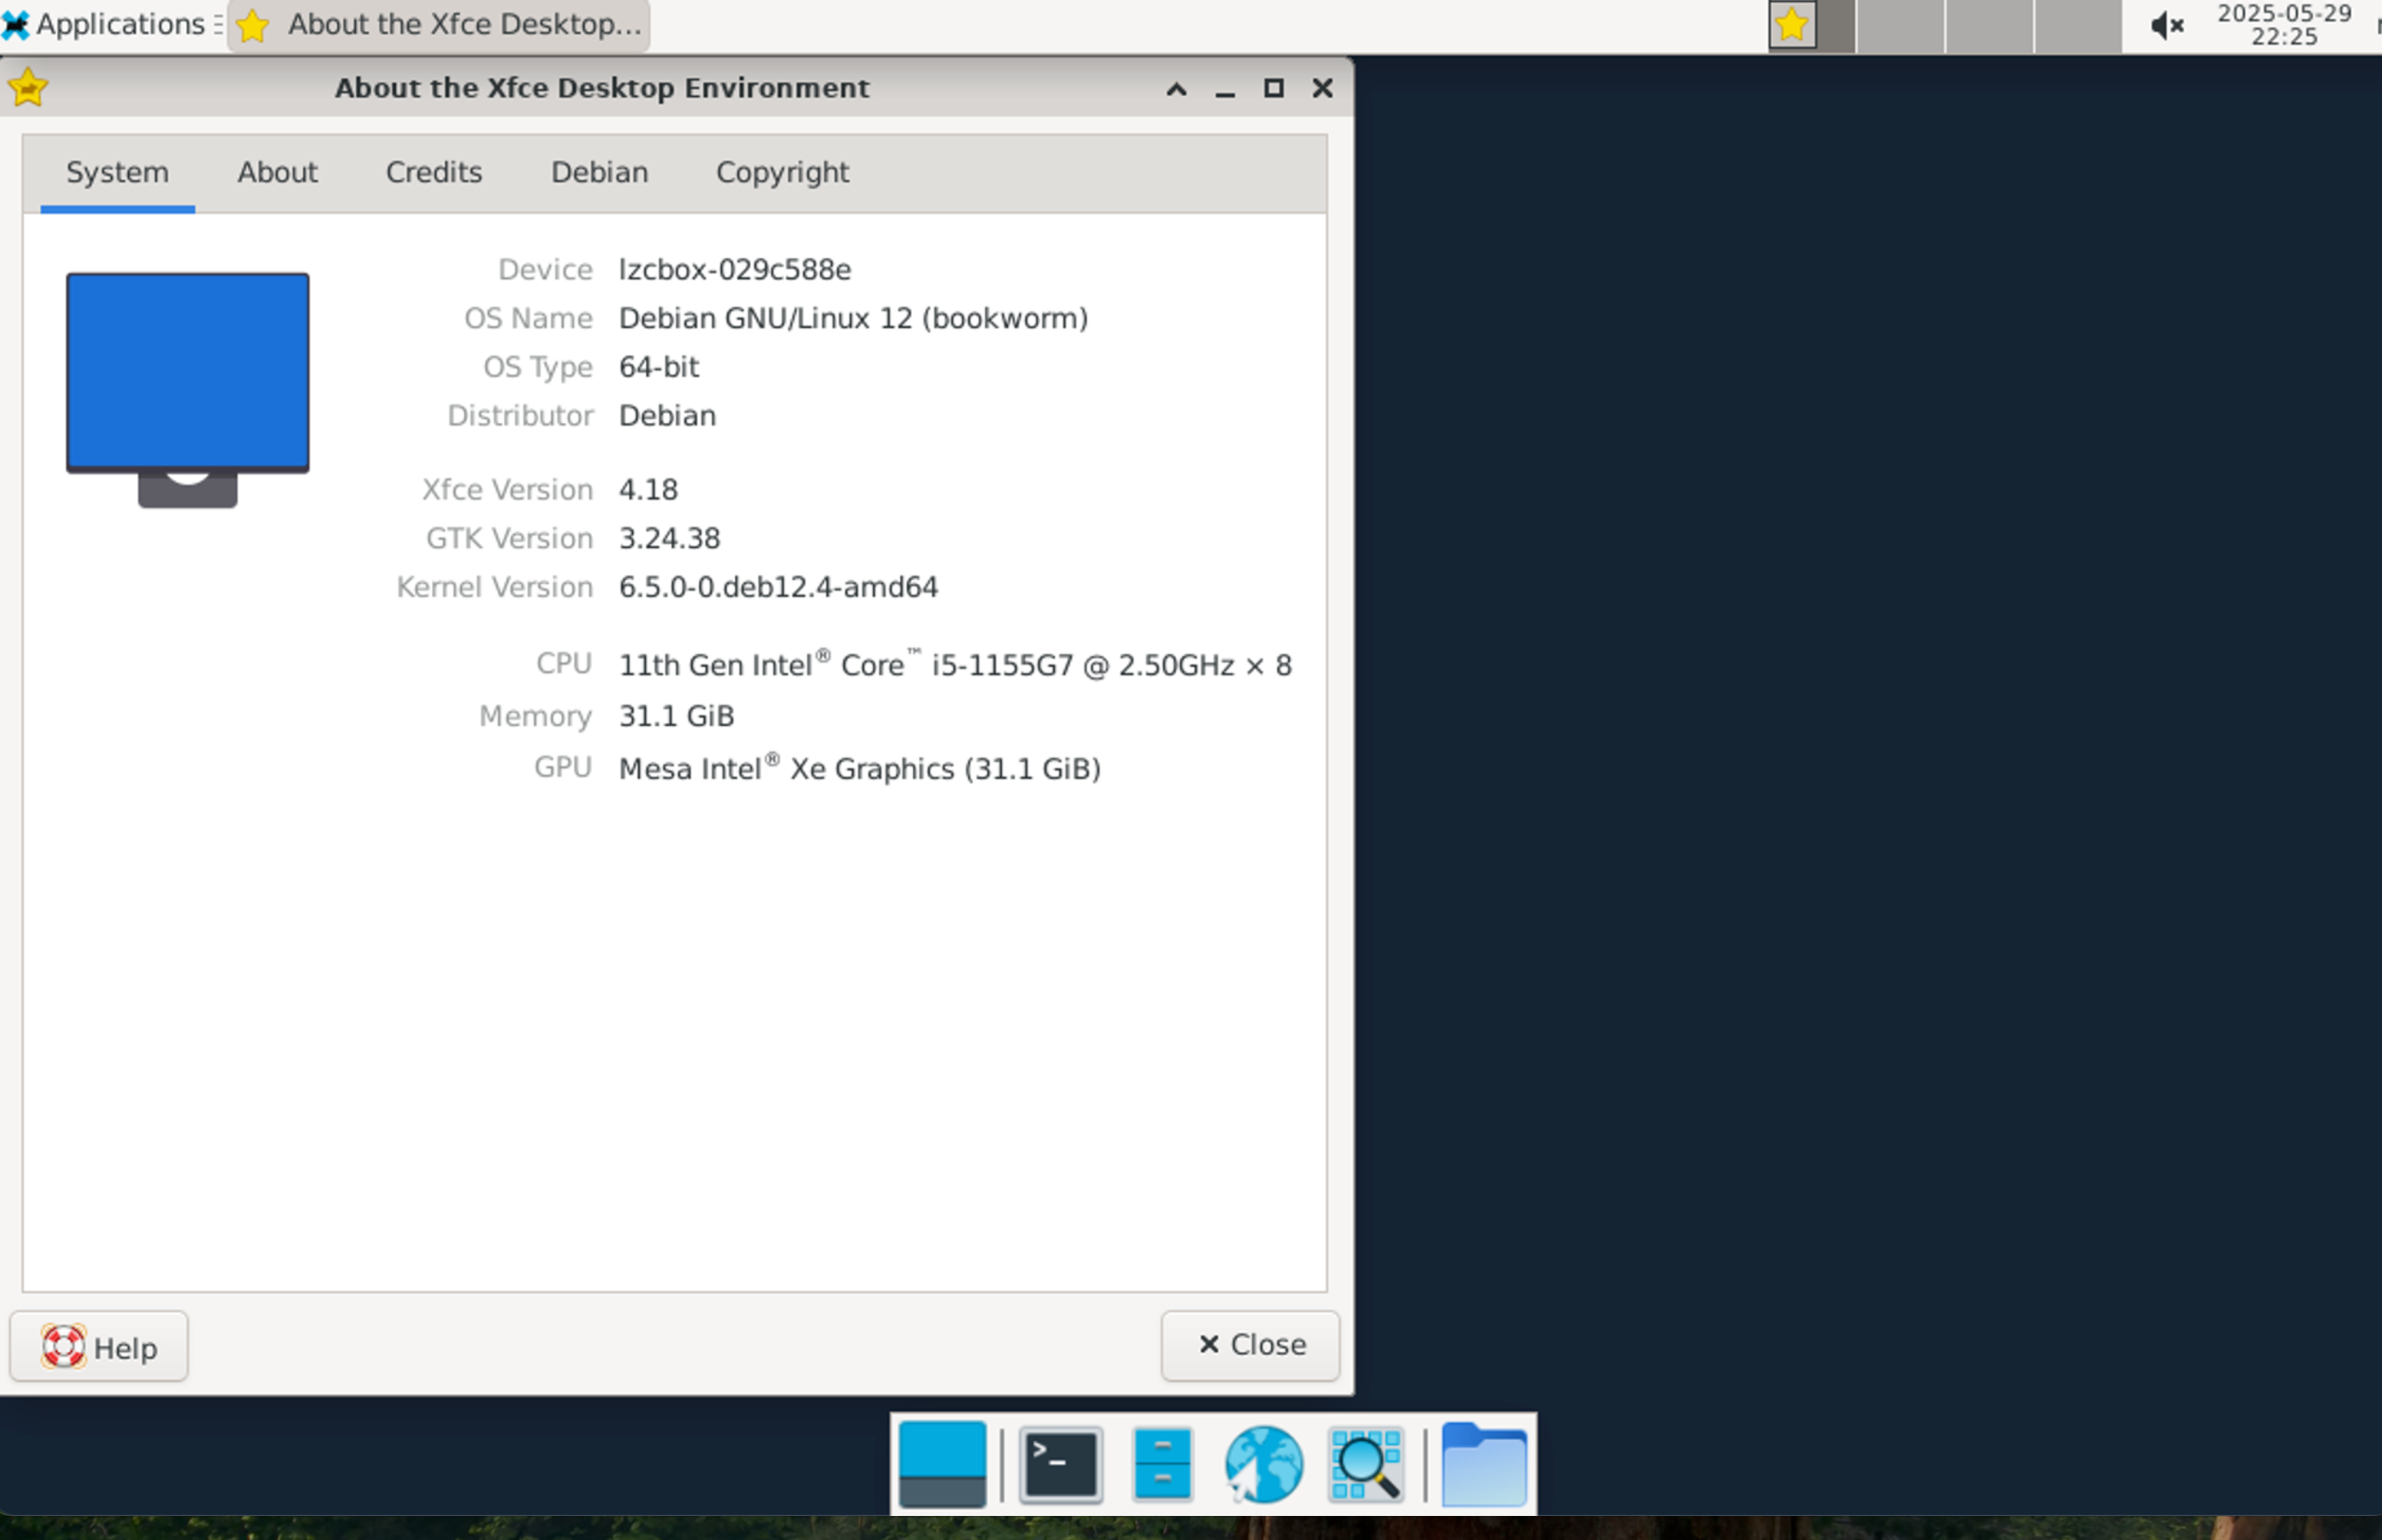 Applications
About the Xfce Desktop...
2025-05-29
22:25
About the Xfce Desktop Environment
System About Credits Debian Copyright
Device lzcbox-029c588e
OS Name Debian GNU/Linux 12 (bookworm)
OS Type 64-bit
Distributor Debian
Xfce Version 4.18
GTK Version 3.24.38
Kernel Version 6.5.0-0.deb12.4-amd64
CPU 11th Gen Intel® Core™ i5-1155G7 @ 2.50GHz × 8
Memory 31.1 GiB
GPU Mesa Intel® Xe Graphics (31.1 GiB)
Help
Close